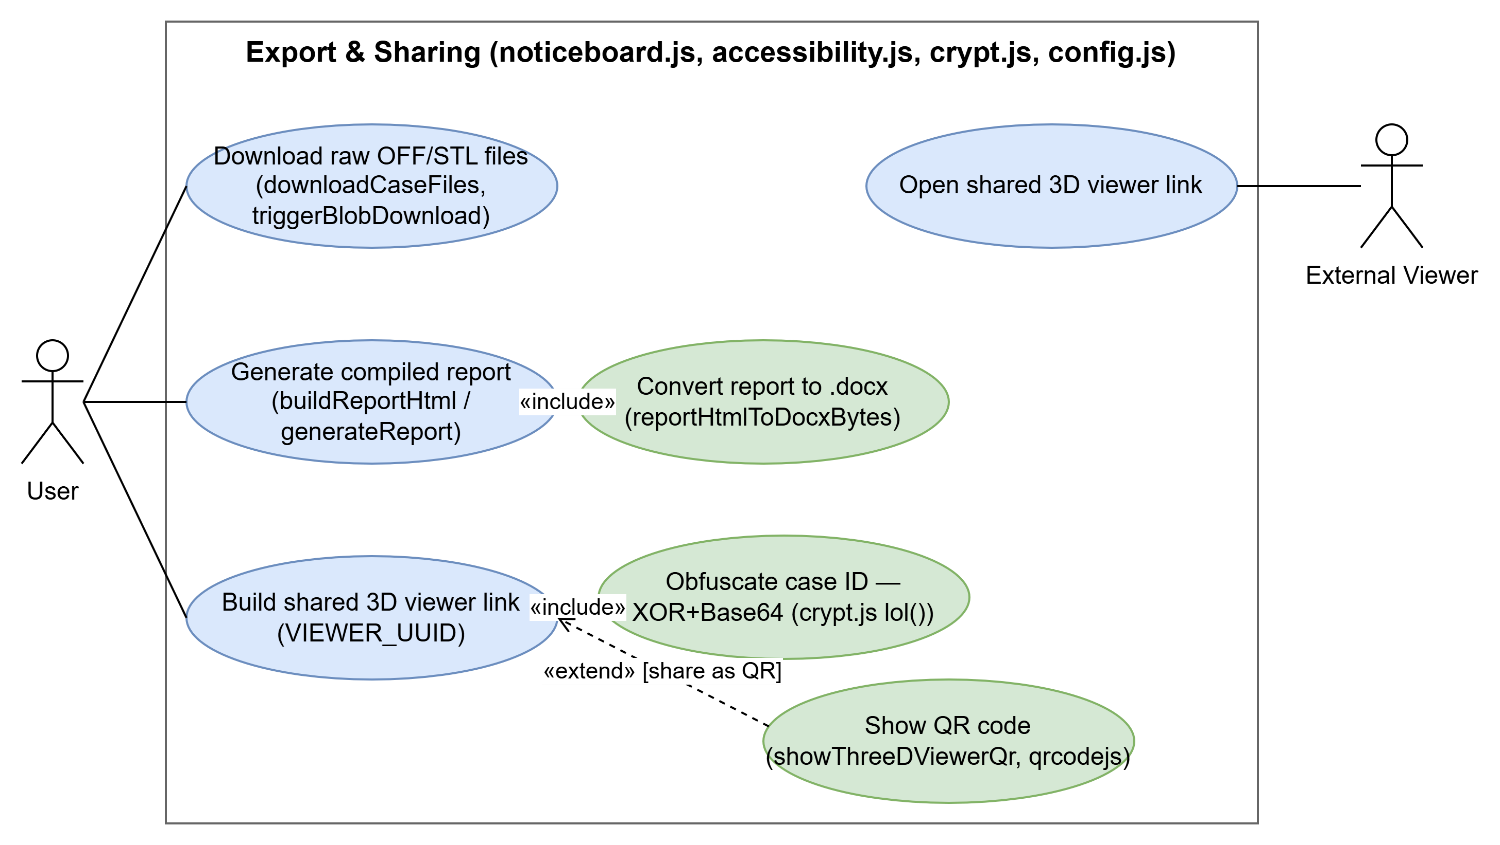 Export & Sharing (noticeboard.js, accessibility.js, crypt.js, config.js)
Download raw OFF/STL files
(downloadCaseFiles,
triggerBlobDownload)
Open shared 3D viewer link
External Viewer
User
Generate compiled report
(buildReportHtml /
generateReport)
«include»
Convert report to .docx
(reportHtmlToDocxBytes)
Build shared 3D viewer link
(VIEWER_UUID)
«include»
Obfuscate case ID —
XOR+Base64 (crypt.js lol())
«extend» [share as QR]
Show QR code
(showThreeDViewerQr, qrcodejs)